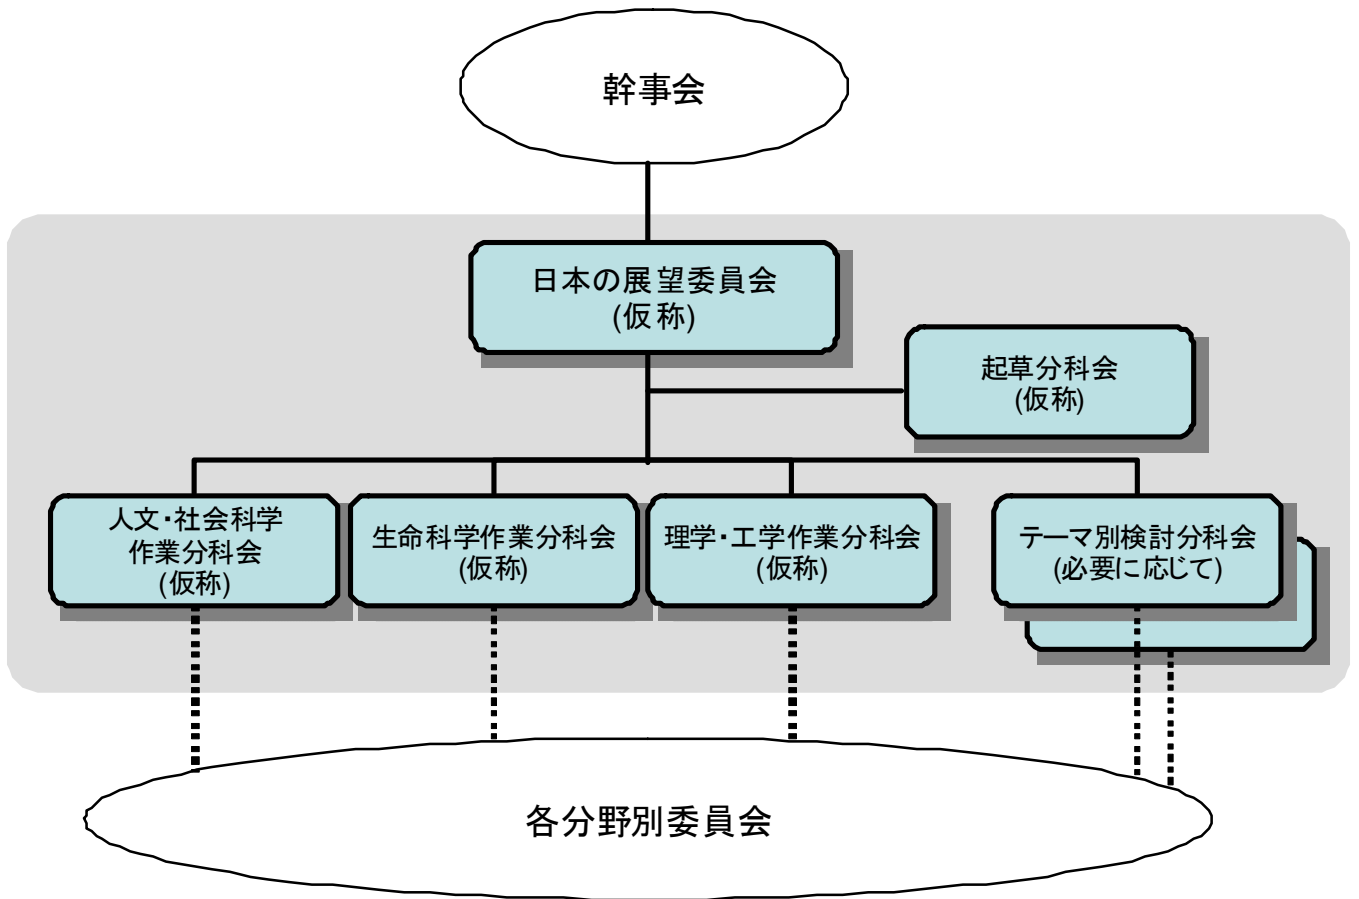 幹事会
日本の展望委員会
(仮称)
起草分科会
(仮称)
人文・社会科学
作業分科会
(仮称)
生命科学作業分科会
(仮称)
理学・工学作業分科会
(仮称)
テーマ別検討分科会
(必要に応じて)
各分野別委員会